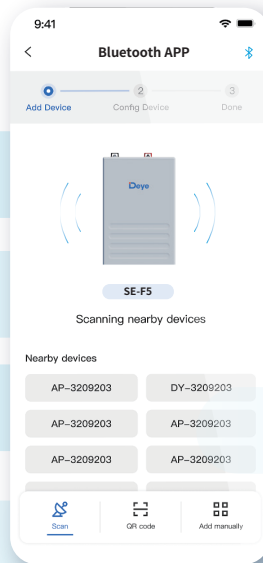 9:41
Bluetooth APP
2
3
Add Device
Config Device
Done
Deye
SE-F5
Scanning nearby devices
Nearby devices
AP-3209203 DY-3209203
AP-3209203 AP-3209203
AP-3209203 AP-3209203
Scan QR code Add manually